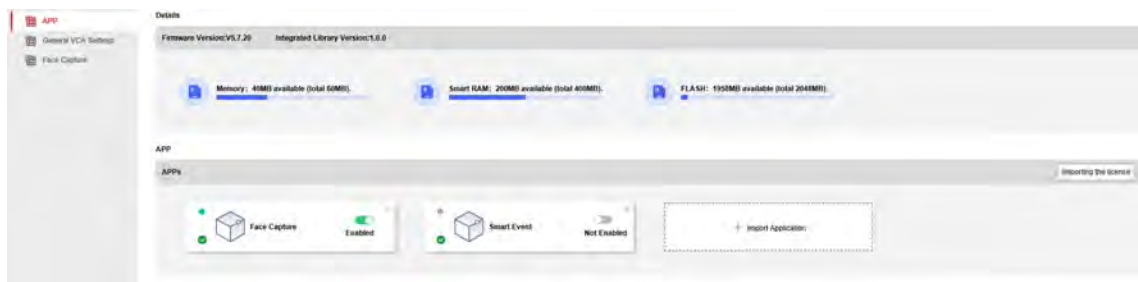 APP
General VCA Settings
Face Capture
Details
Firmware Version:V5.7.20 Integrated Library Version:1.0.0
Memory: 40MB available (total 60MB).
Smart RAM: 200MB available (total 400MB).
FLASH: 1958MB available (total 2048MB).
APP
APPs
Importing the license
Face Capture
Enabled
Smart Event
Not Enabled
+ Import Application